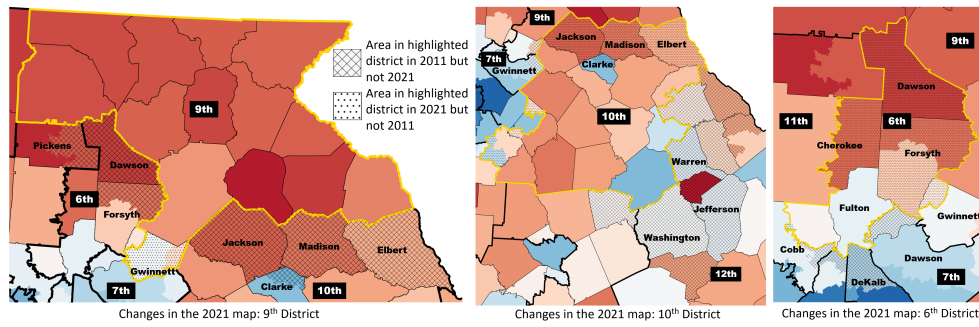 Area in highlighted
district in 2011 but
not 2021
Area in highlighted
district in 2021 but
not 2011
9th
Pickens
Dawson
6th
Forsyth
Gwinnett
7th
Jackson
Madison
Elbert
Clarke
10th
Changes in the 2021 map: 9th District
9th
Jackson
Madison
Elbert
7th
Gwinnett
Clarke
10th
Warren
Jefferson
Washington
12th
Changes in the 2021 map: 10th District
9th
Dawson
11th
6th
Cherokee
Forsyth
Fulton
Gwinnett
Cobb
Dawson
DeKalb
7th
Changes in the 2021 map: 6th District